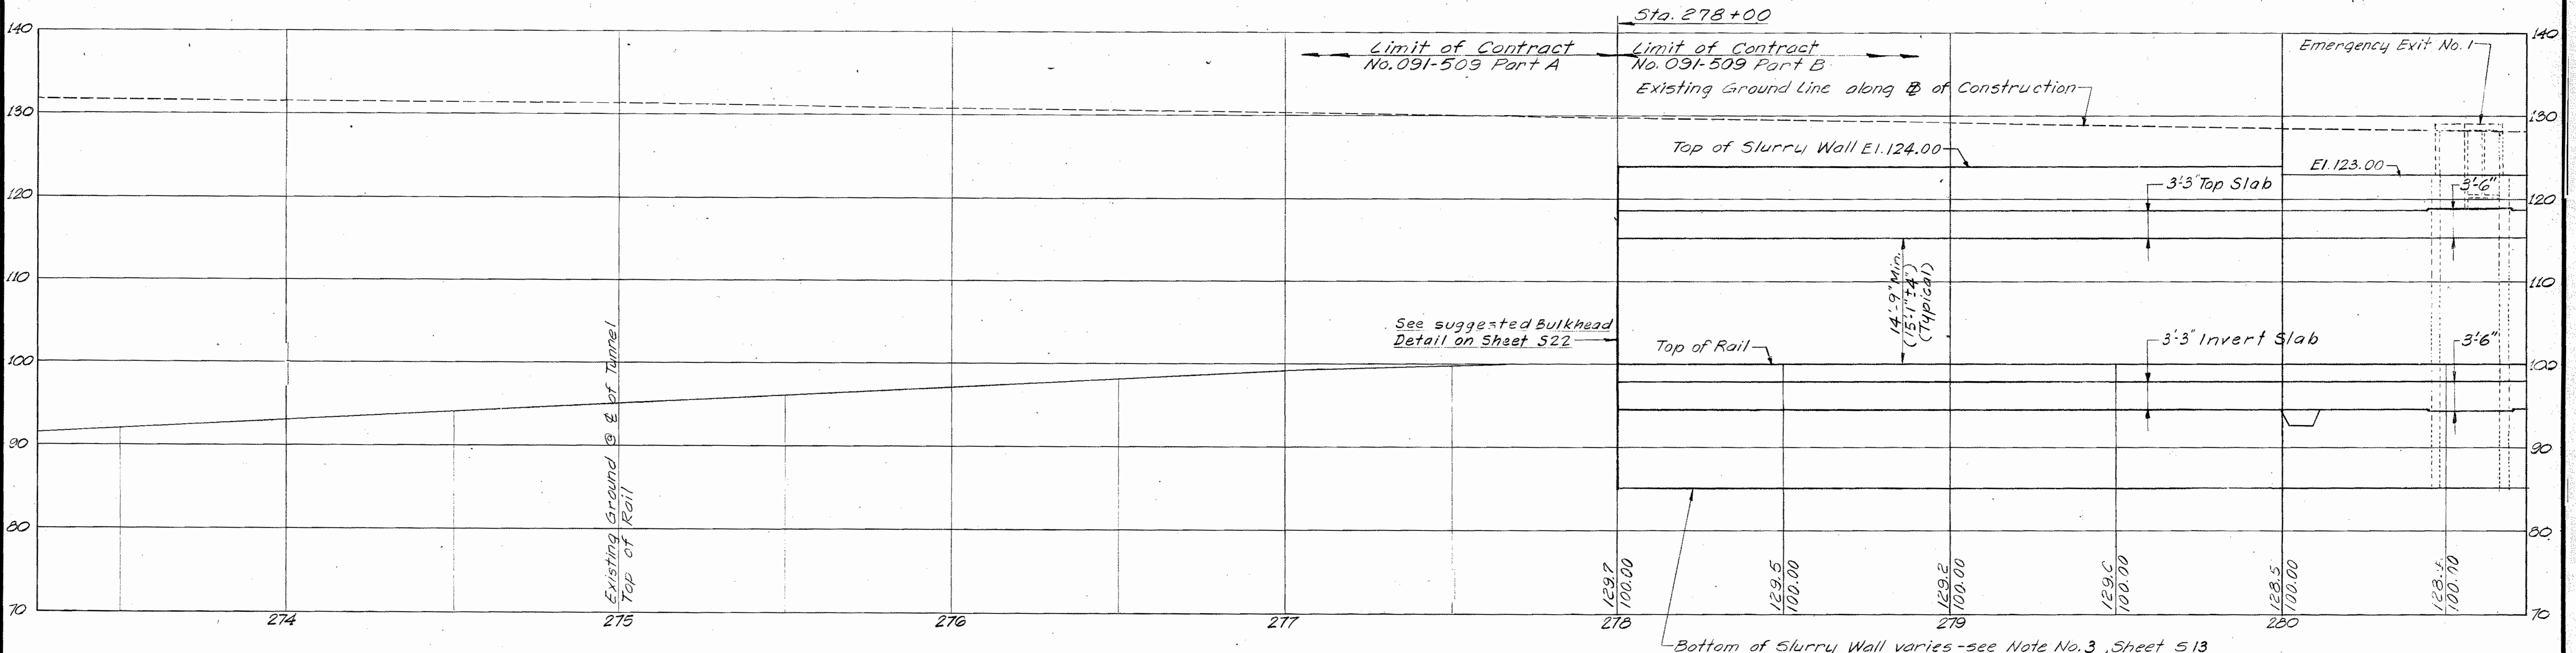 Sta. 278+00
140
140
Limit of Contract
No.091-509 Part A
Limit of Contract
No.091-509 Part B
Emergency Exit No.1
Existing Ground Line along ⅊ of Construction
130
130
Top of Slurry Wall El.124.00
El.123.00
3'-3" Top Slab
3'-6"
120
120
110
110
14'-9" Min.
(15'-1"±4")
(Typical)
See suggested Bulkhead
Detail on Sheet S22
Top of Rail
3'-3" Invert Slab
3'-6"
100
100
90
90
80
80
Existing Ground @ ℄ of Tunnel
Top of Rail
129.7
100.00
129.5
100.00
129.2
100.00
129.0
100.00
128.5
100.00
100.00
70
70
274
275
276
277
278
279
280
Bottom of Slurry Wall varies-see Note No.3, Sheet S13